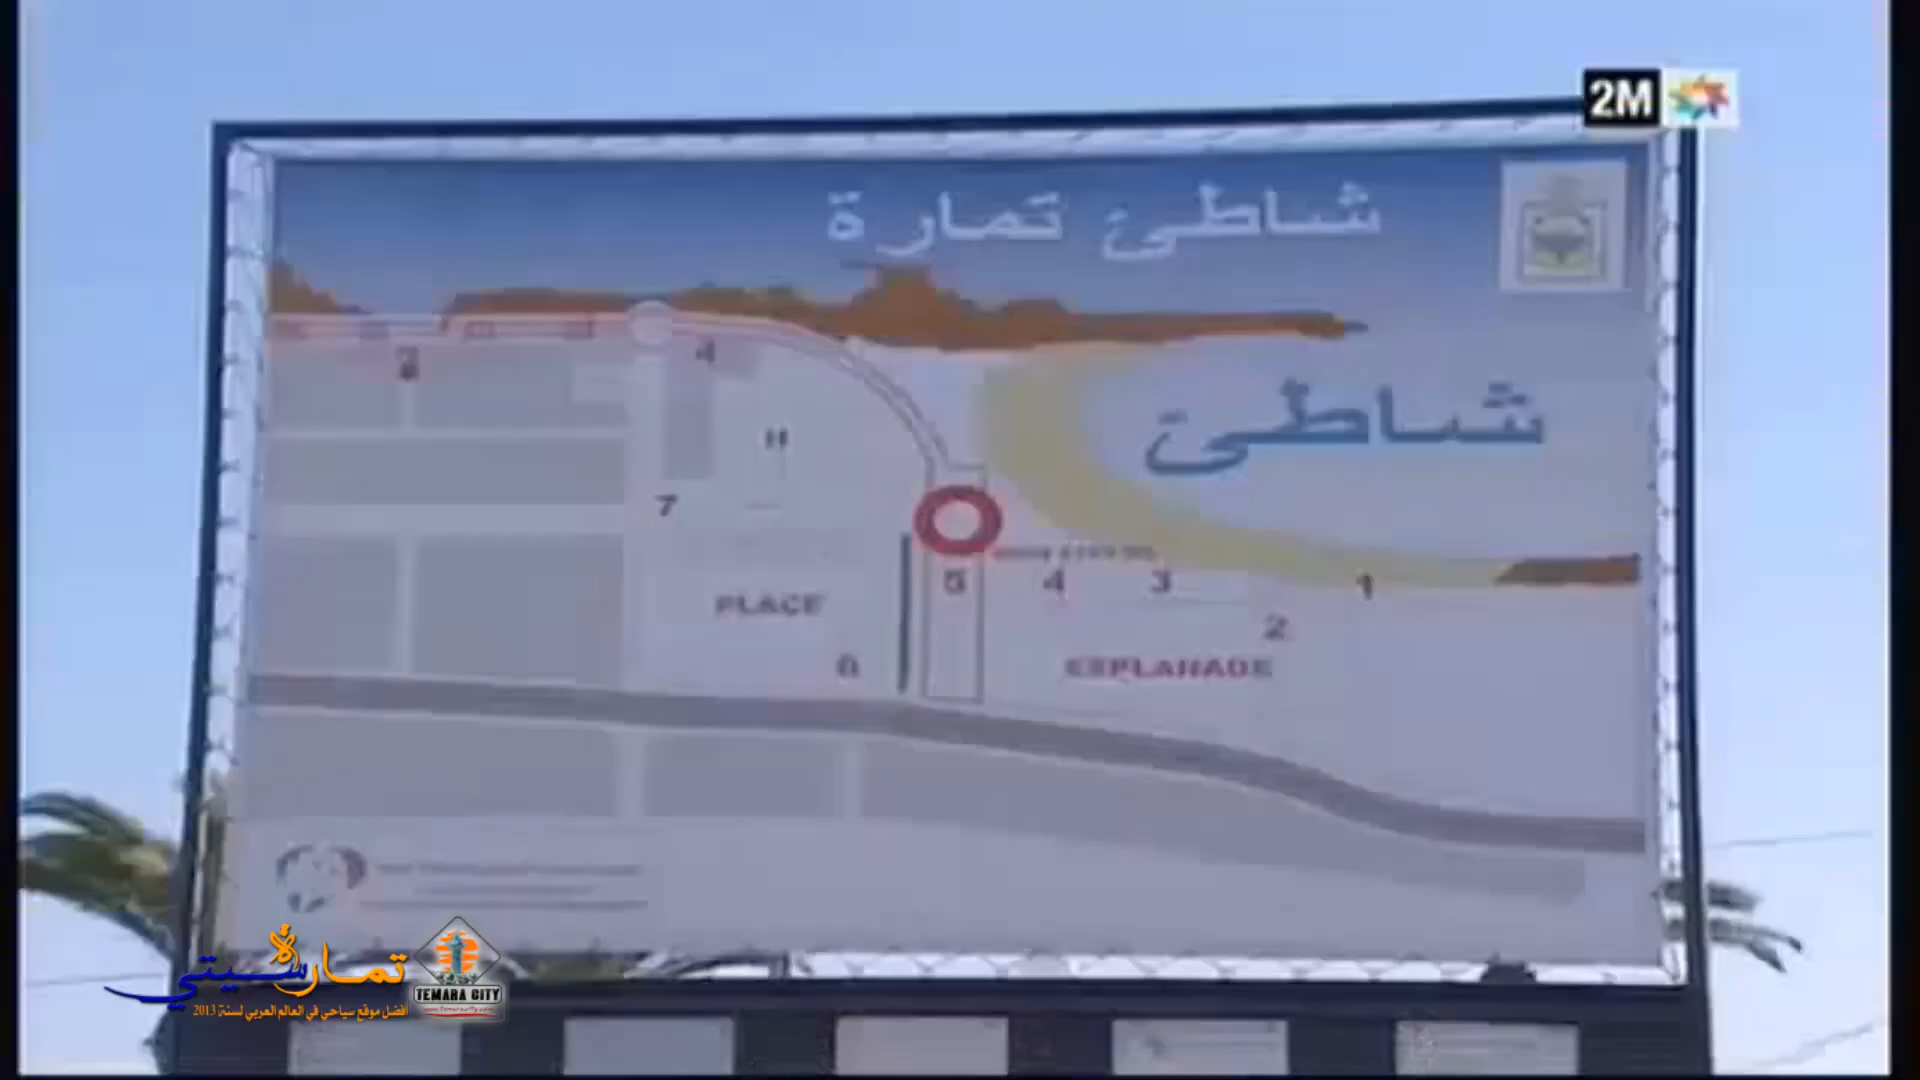 2M
شاطئ تمارة
شاطئ
4
7
5
4
3
1
PLACE
2
6
ESPLANADE
تمارة سيتي
أفضل موقع سياحي في العالم العربي لسنة 2013
TEMARA CITY